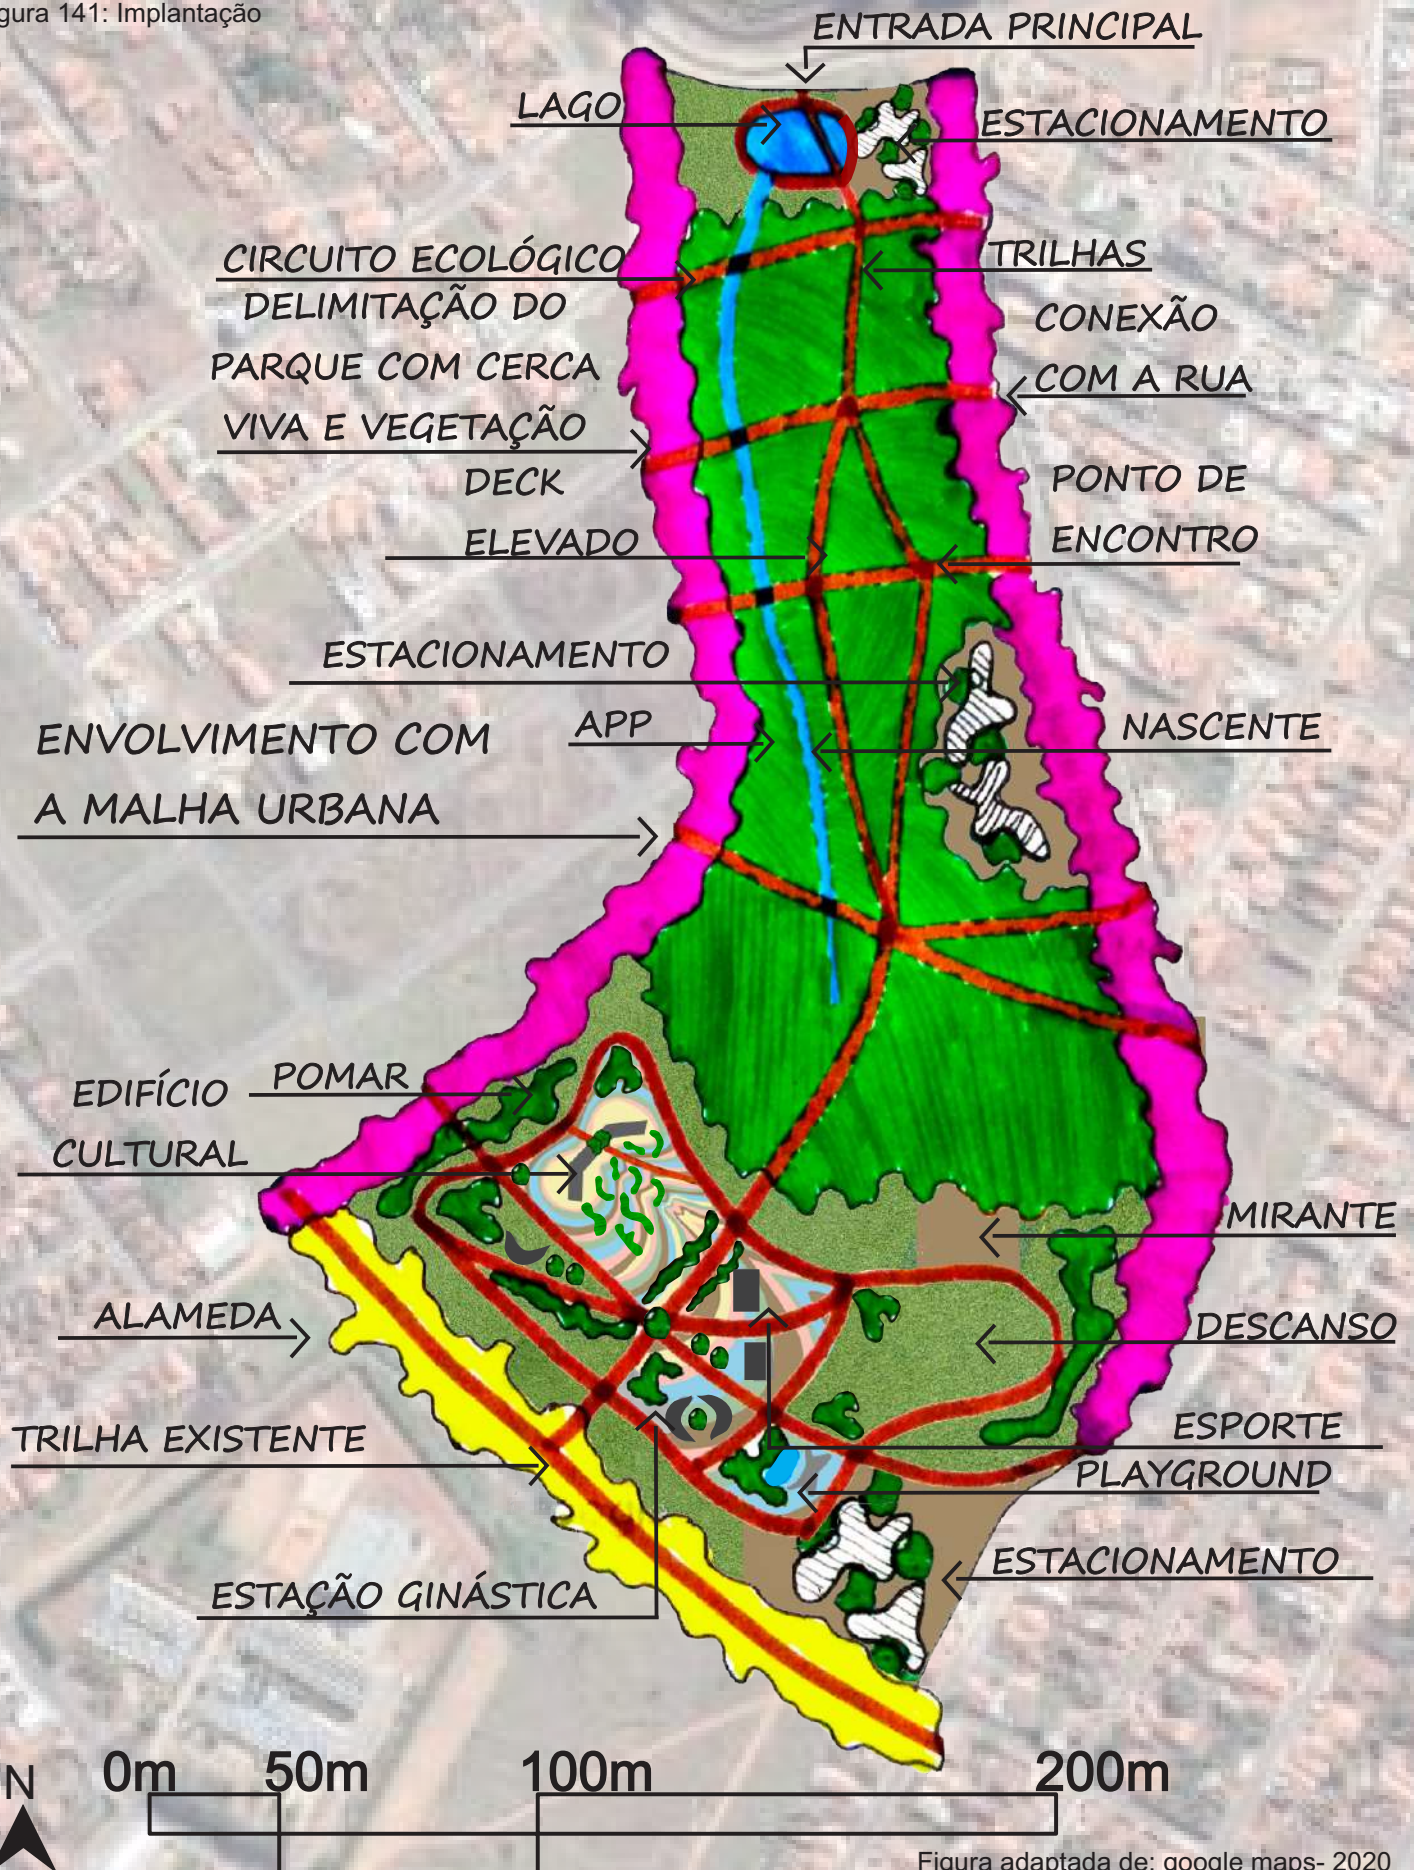 gura 141: Implantação
ENTRADA PRINCIPAL
LAGO
ESTACIONAMENTO
CIRCUITO ECOLÓGICO
TRILHAS
DELIMITAÇÃO DO
PARQUE COM CERCA
VIVA E VEGETAÇÃO
CONEXÃO
COM A RUA
DECK
ELEVADO
PONTO DE
ENCONTRO
ESTACIONAMENTO
APP
NASCENTE
ENVOLVIMENTO COM
A MALHA URBANA
POMAR
EDIFÍCIO
CULTURAL
MIRANTE
ALAMEDA
DESCANSO
TRILHA EXISTENTE
ESPORTE
PLAYGROUND
ESTACIONAMENTO
ESTAÇÃO GINÁSTICA
N
0m 50m 100m 200m
Figura adaptada de: google maps- 2020